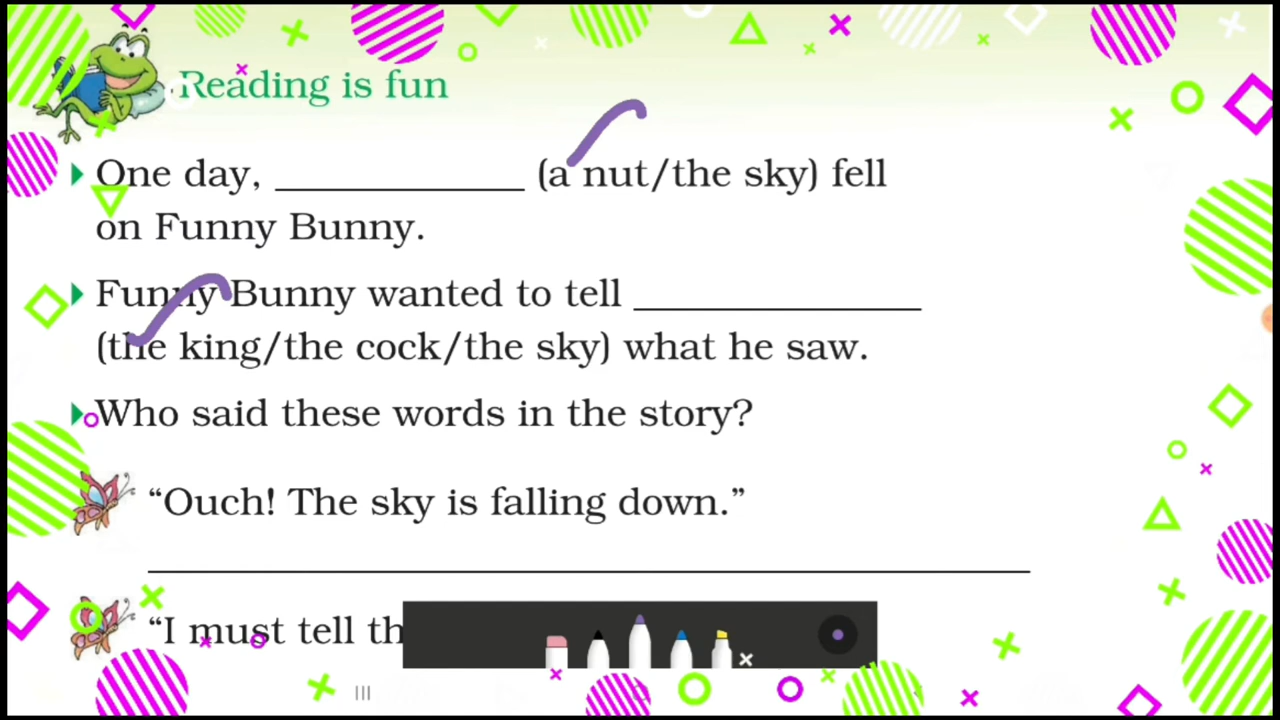 Reading is fun
One day, _____________ (a nut/the sky) fell
on Funny Bunny.
Funny Bunny wanted to tell _______________
(the king/the cock/the sky) what he saw.
Who said these words in the story?
“Ouch! The sky is falling down.”
“I must tell